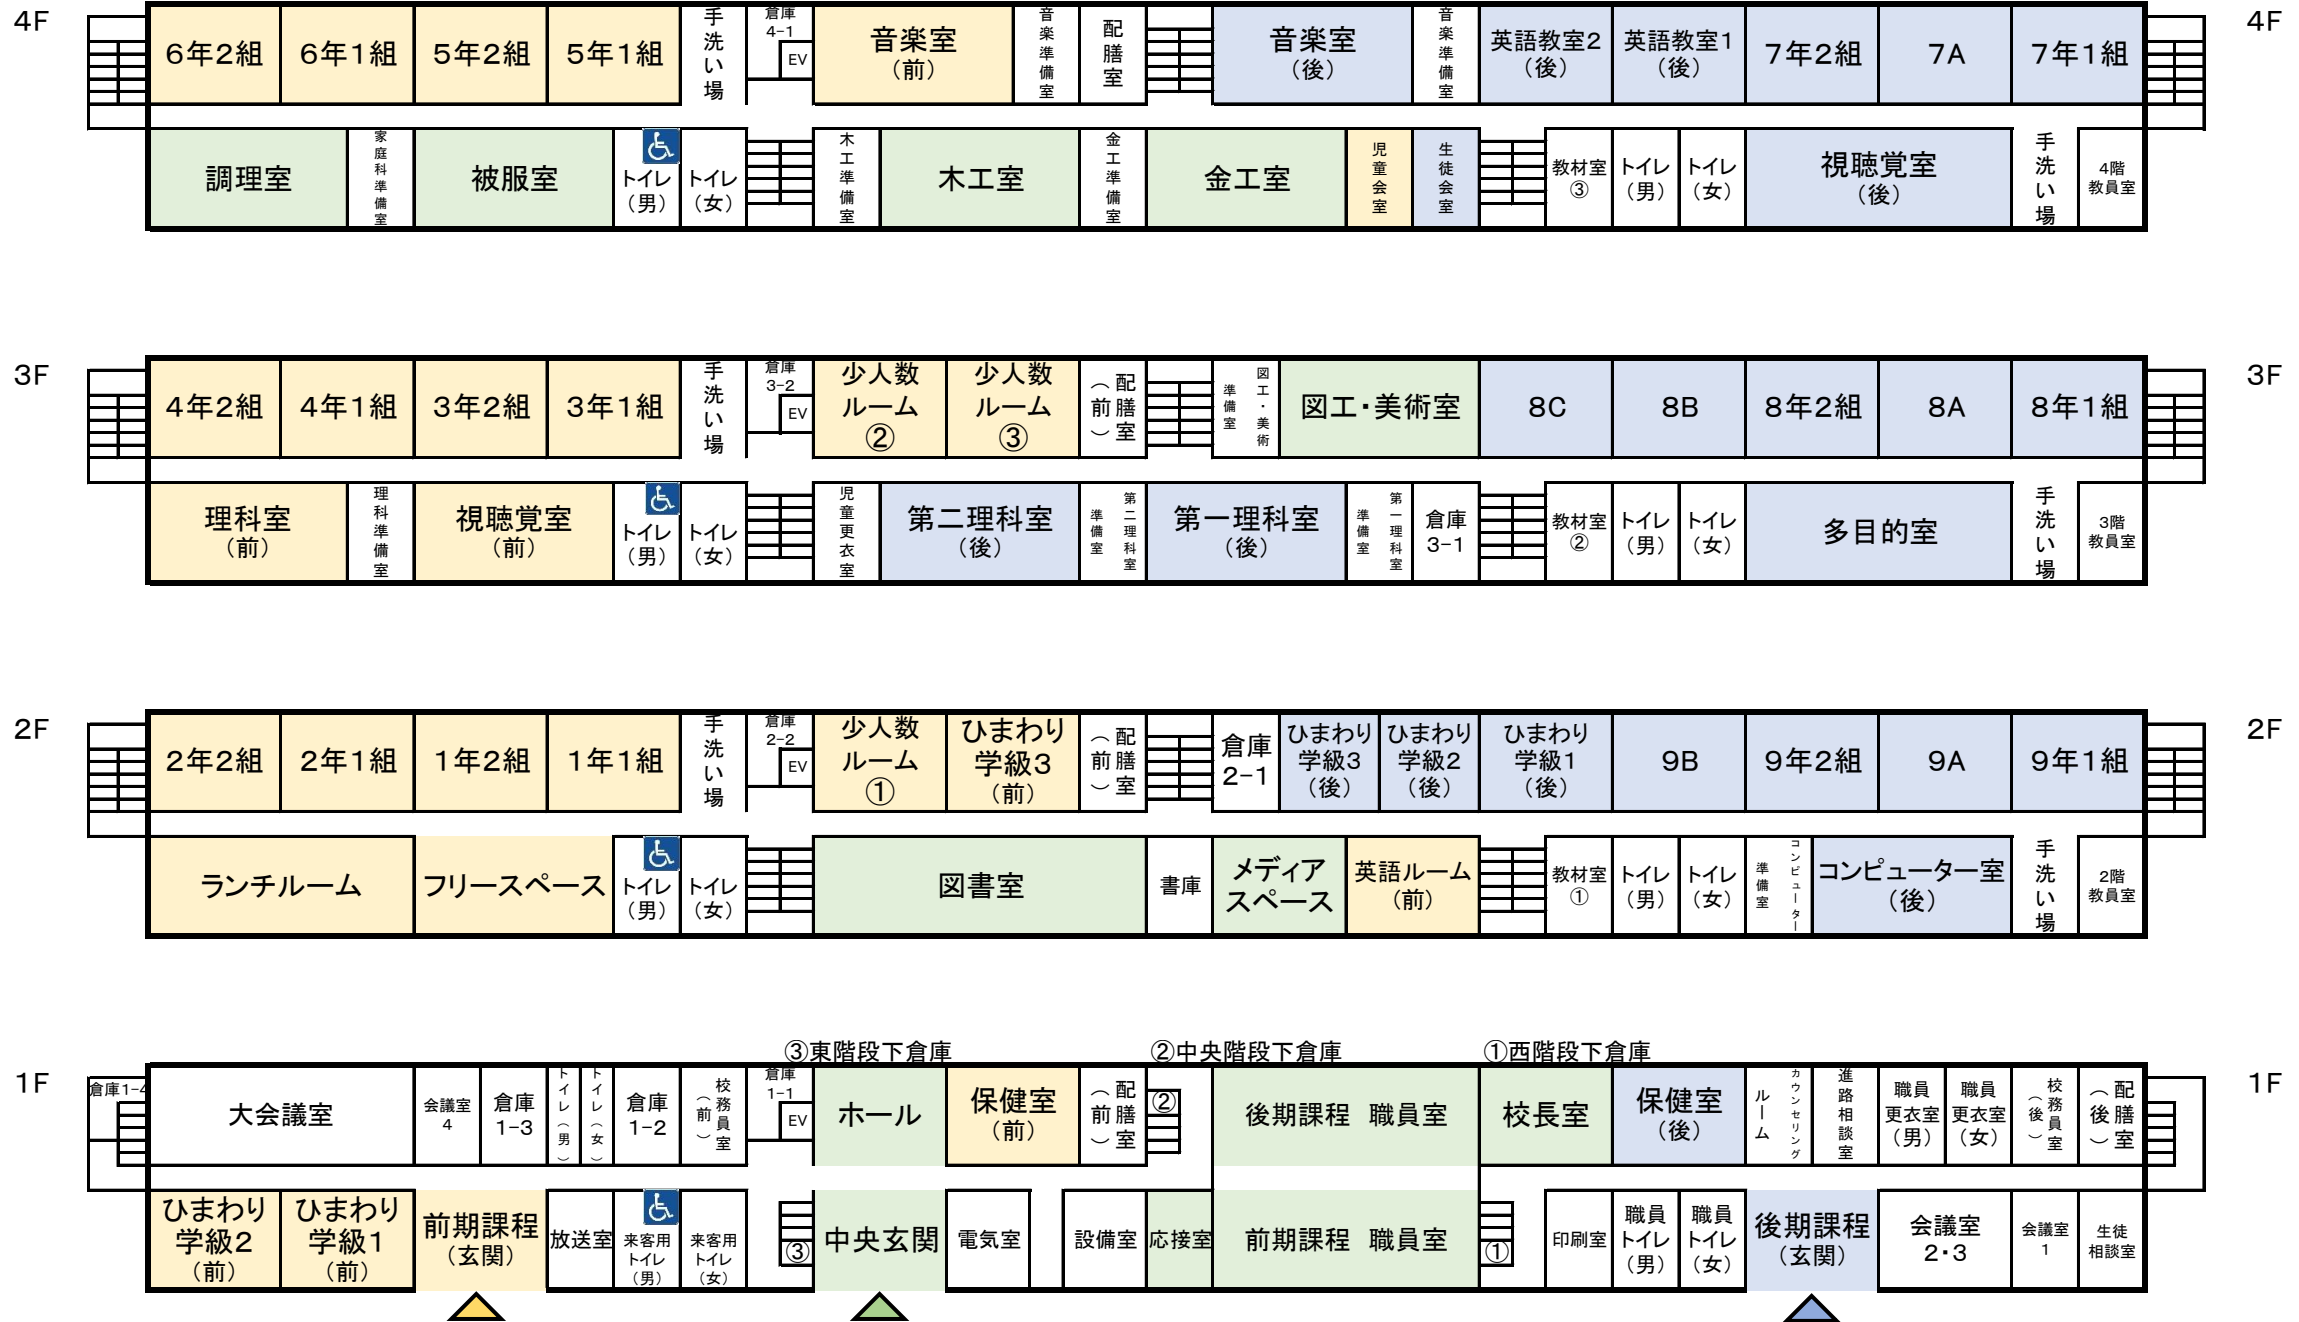 4F
4F
6年2組
6年1組
5年2組
5年1組
手洗い場
倉庫
4-1
EV
音楽室
（前）
音楽準備室
配膳室
音楽室
（後）
音楽準備室
英語教室2
（後）
英語教室1
（後）
7年2組
7A
7年1組
調理室
家庭科準備室
被服室
トイレ
（男）
トイレ
（女）
木工準備室
木工室
金工準備室
金工室
児童会室
生徒会室
教材室
③
トイレ
（男）
トイレ
（女）
視聴覚室
（後）
手洗い場
4階
教員室
3F
3F
4年2組
4年1組
3年2組
3年1組
手洗い場
倉庫
3-2
EV
少人数
ルーム
②
少人数
ルーム
③
配膳室
（前）
図工・美術
準備室
図工・美術室
8C
8B
8年2組
8A
8年1組
理科室
（前）
理科準備室
視聴覚室
（前）
トイレ
（男）
トイレ
（女）
児童更衣室
第二理科室
（後）
第二理科室
準備室
第一理科室
（後）
第一理科室
準備室
倉庫
3-1
教材室
②
トイレ
（男）
トイレ
（女）
多目的室
手洗い場
3階
教員室
2F
2F
2年2組
2年1組
1年2組
1年1組
手洗い場
倉庫
2-2
EV
少人数
ルーム
①
ひまわり
学級3
（前）
配膳室
（前）
倉庫
2-1
ひまわり
学級3
（後）
ひまわり
学級2
（後）
ひまわり
学級1
（後）
9B
9年2組
9A
9年1組
ランチルーム
フリースペース
トイレ
（男）
トイレ
（女）
図書室
書庫
メディア
スペース
英語ルーム
（前）
教材室
①
トイレ
（男）
トイレ
（女）
コンピューター
準備室
コンピューター室
（後）
手洗い場
2階
教員室
③東階段下倉庫
②中央階段下倉庫
①西階段下倉庫
1F
1F
倉庫1-4
大会議室
会議室
4
倉庫
1-3
トイレ（男）
トイレ（女）
倉庫
1-2
校務員室
（前）
倉庫
1-1
EV
ホール
保健室
（前）
配膳室
（前）
②
後期課程 職員室
校長室
保健室
（後）
カウンセリング
ルーム
進路相談室
職員
更衣室
（男）
職員
更衣室
（女）
校務員室
（後）
配膳室
（後）
ひまわり
学級2
（前）
ひまわり
学級1
（前）
前期課程
（玄関）
放送室
来客用
トイレ
（男）
来客用
トイレ
（女）
③
中央玄関
電気室
設備室
応接室
前期課程 職員室
①
印刷室
職員
トイレ
（男）
職員
トイレ
（女）
後期課程
（玄関）
会議室
2・3
会議室
1
生徒
相談室